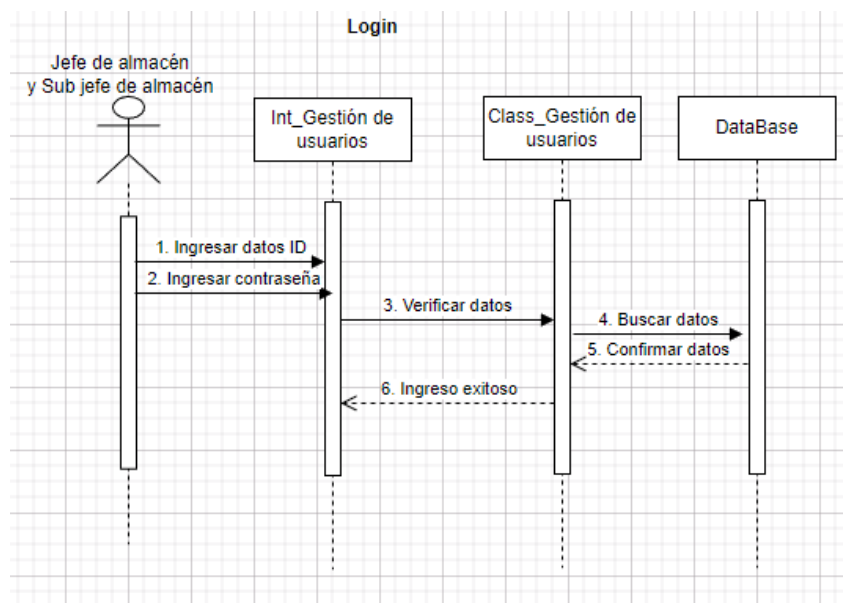 Login
Jefe de almacén
y Sub jefe de almacén
Int_Gestión de
usuarios
Class_Gestión de
usuarios
DataBase
1. Ingresar datos ID
2. Ingresar contraseña
3. Verificar datos
4. Buscar datos
5. Confirmar datos
6. Ingreso exitoso